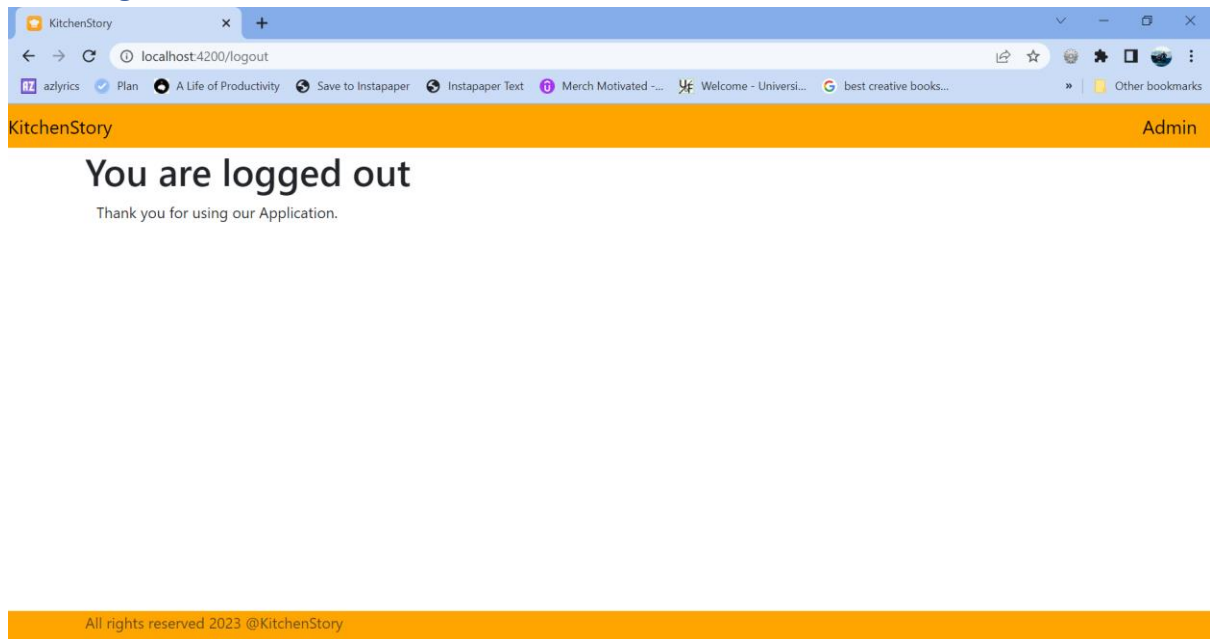 KitchenStory
localhost:4200/logout
AZ azlyrics Plan A Life of Productivity Save to Instapaper Instapaper Text Merch Motivated -... YF Welcome - Universi... G best creative books... » Other bookmarks
KitchenStory Admin
You are logged out
Thank you for using our Application.
All rights reserved 2023 @KitchenStory